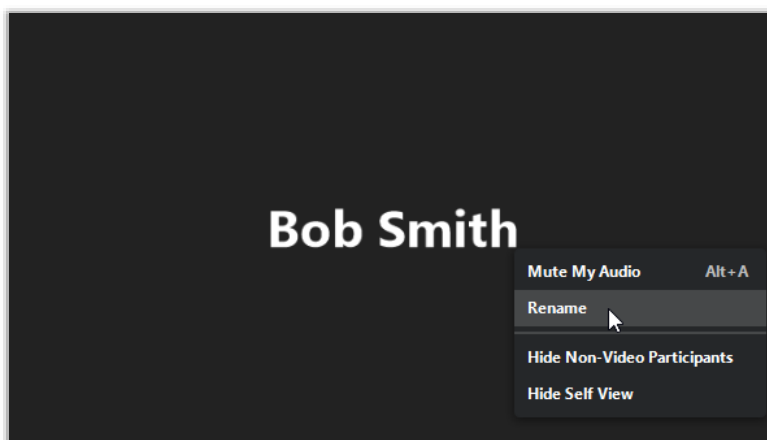 Bob Smith
Mute My Audio Alt+A
Rename
Hide Non-Video Participants
Hide Self View